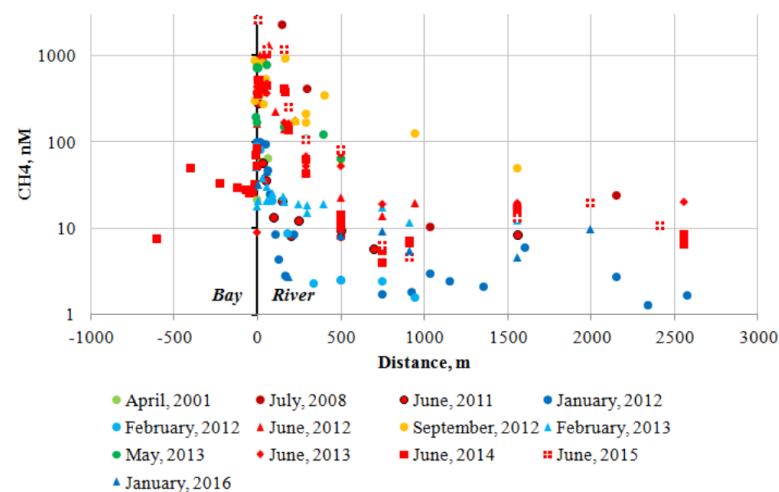 1000
100
10
1
CH4, nM
Bay River
-1000 -500 0 500 1000 1500 2000 2500 3000
Distance, m
April, 2001 July, 2008 June, 2011 January, 2012
February, 2012 June, 2012 September, 2012 February, 2013
May, 2013 June, 2013 June, 2014 June, 2015
January, 2016